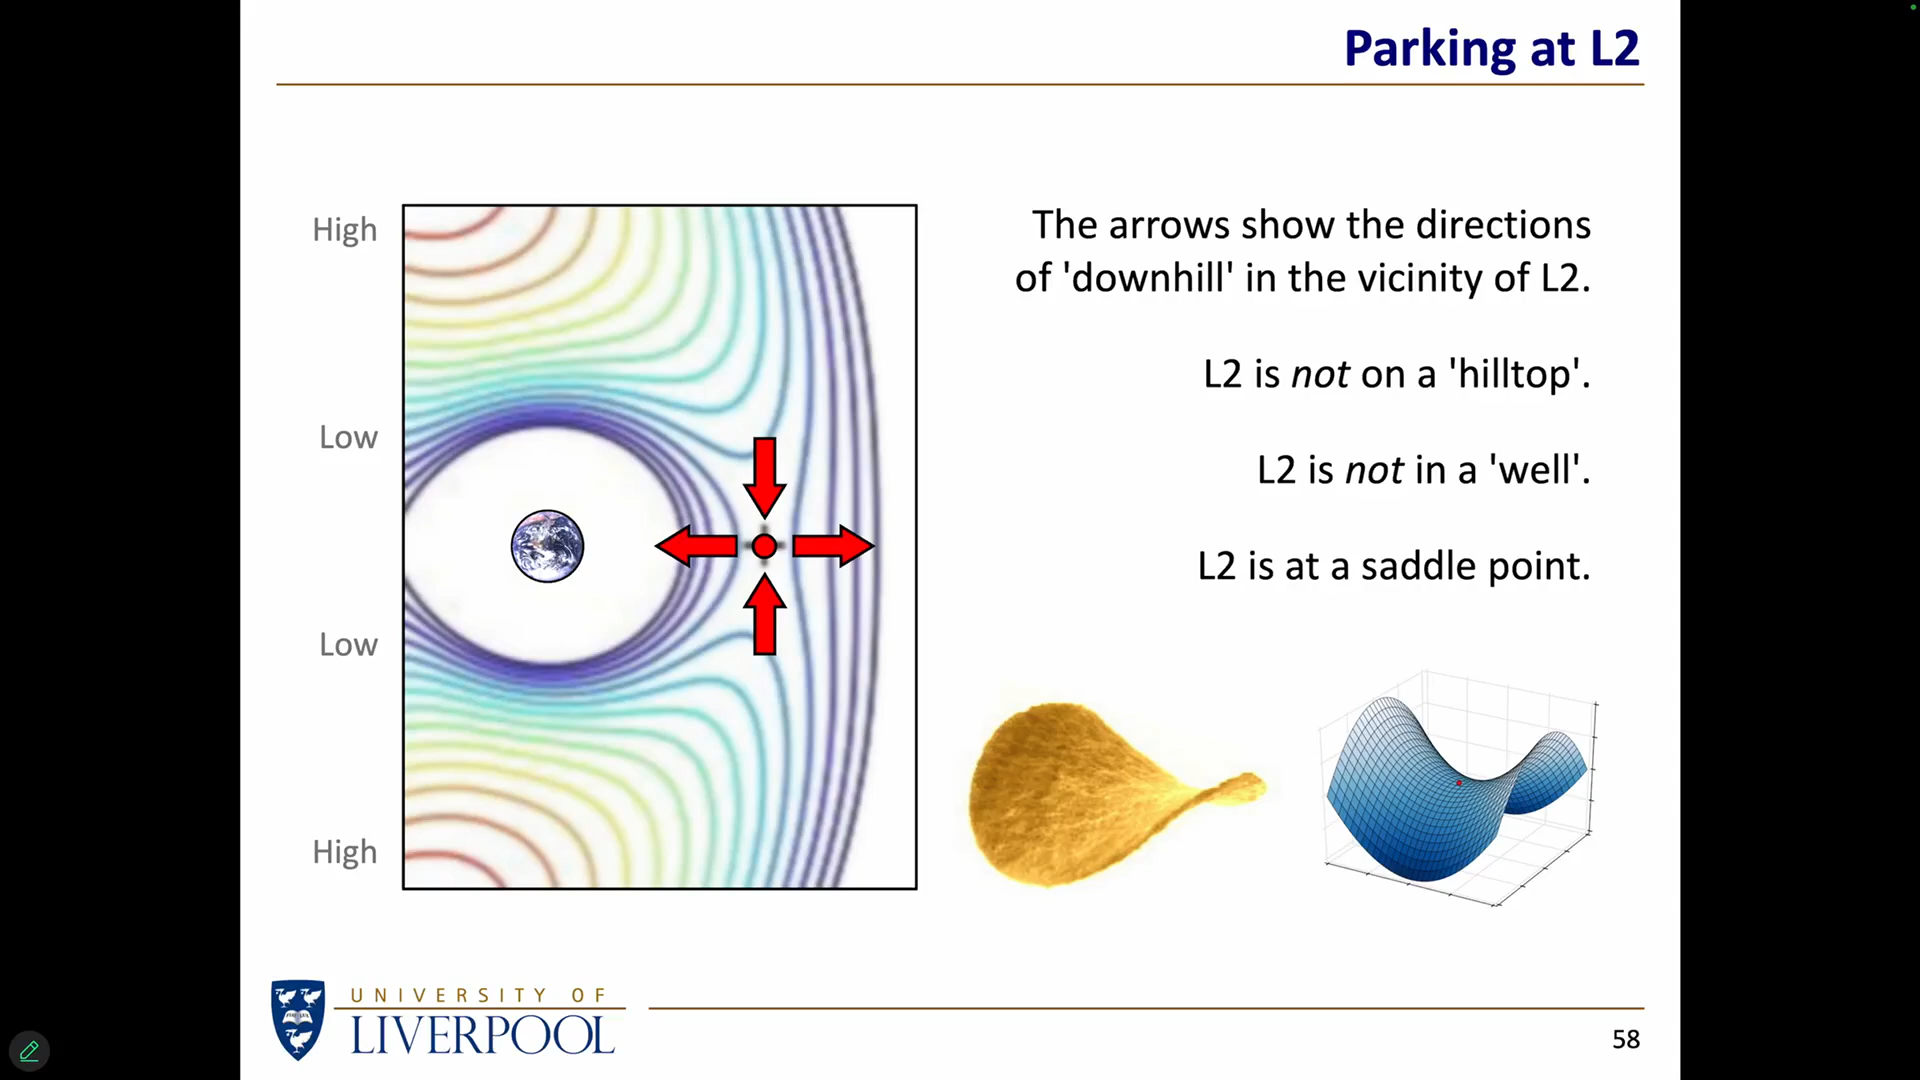 Parking at L2
High
Low
Low
High
The arrows show the directions
of 'downhill' in the vicinity of L2.
L2 is not on a 'hilltop'.
L2 is not in a 'well'.
L2 is at a saddle point.
UNIVERSITY OF
LIVERPOOL
58